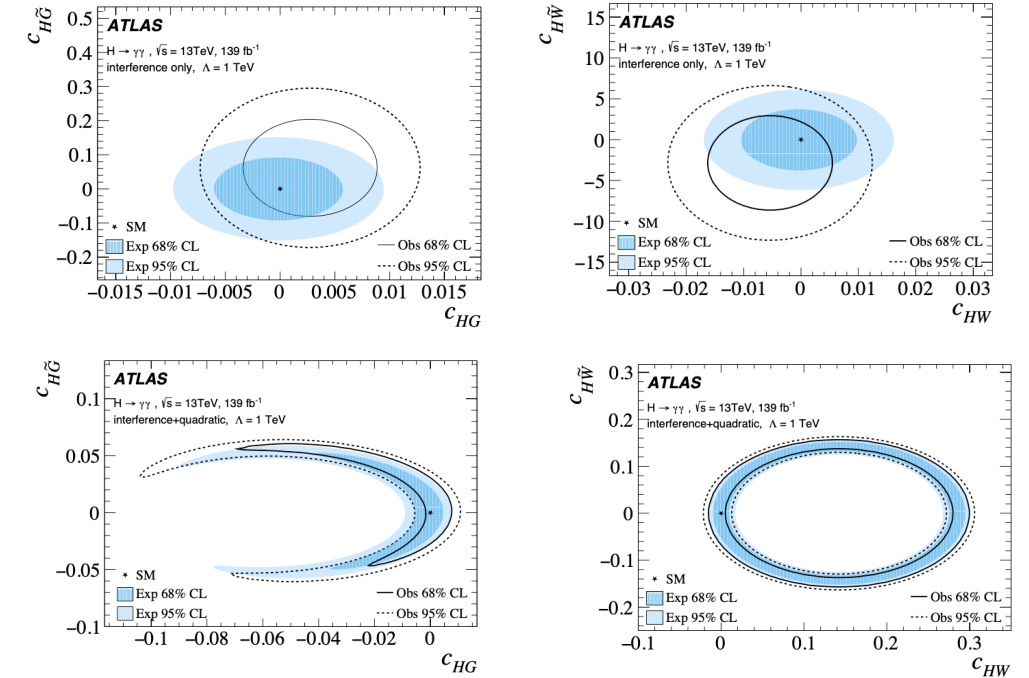 c_{HG̃}
0.5
0.4
0.3
0.2
0.1
0
−0.1
−0.2
ATLAS
H → γγ , √s = 13TeV, 139 fb⁻¹
interference only, Λ = 1 TeV
SM
Exp 68% CL
Exp 95% CL
Obs 68% CL
Obs 95% CL
−0.015 −0.01 −0.005 0 0.005 0.01 0.015
c_{HG}
c_{HW̃}
15
10
5
0
−5
−10
−15
ATLAS
H → γγ , √s = 13TeV, 139 fb⁻¹
interference only, Λ = 1 TeV
SM
Exp 68% CL
Exp 95% CL
Obs 68% CL
Obs 95% CL
−0.03 −0.02 −0.01 0 0.01 0.02 0.03
c_{HW}
c_{HG̃}
0.1
0.05
0
−0.05
−0.1
ATLAS
H → γγ , √s = 13TeV, 139 fb⁻¹
interference+quadratic, Λ = 1 TeV
SM
Exp 68% CL
Exp 95% CL
Obs 68% CL
Obs 95% CL
−0.1 −0.08 −0.06 −0.04 −0.02 0
c_{HG}
c_{HW̃}
0.3
0.2
0.1
0
−0.1
−0.2
ATLAS
H → γγ , √s = 13TeV, 139 fb⁻¹
interference+quadratic, Λ = 1 TeV
SM
Exp 68% CL
Exp 95% CL
Obs 68% CL
Obs 95% CL
−0.1 0 0.1 0.2 0.3
c_{HW}